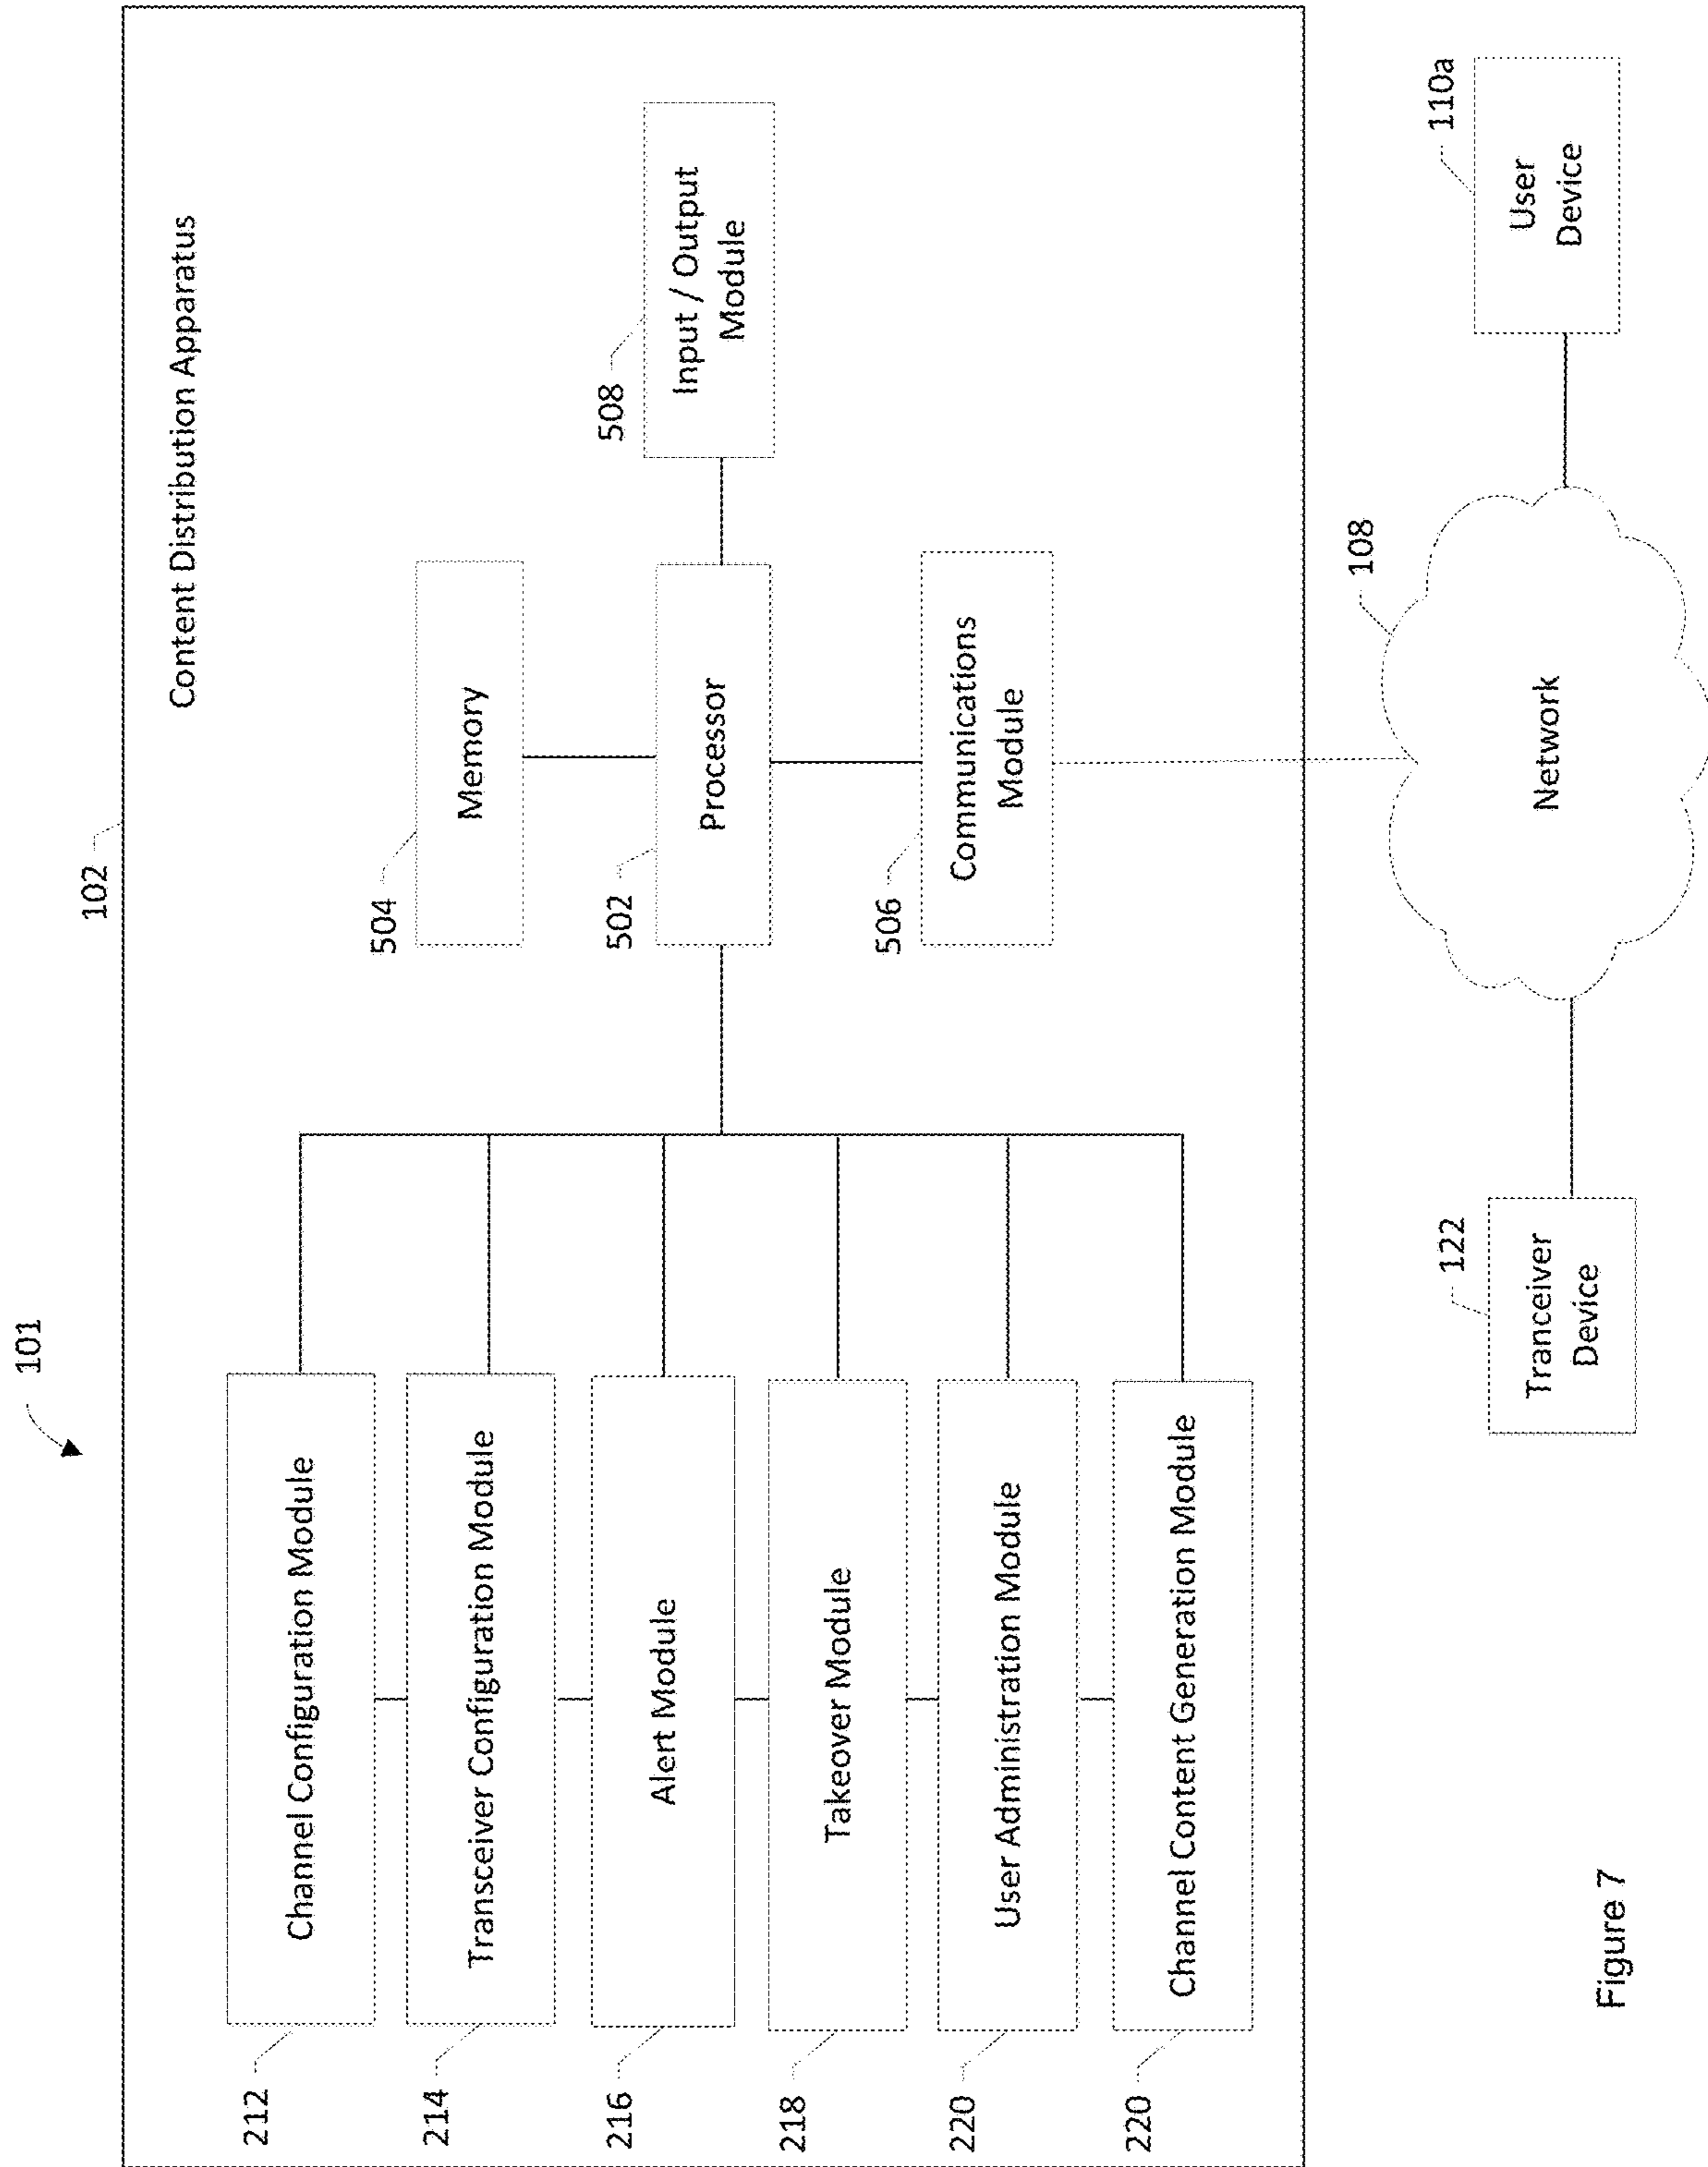 101
102
Content Distribution Apparatus
212
Channel Configuration Module
214
Transceiver Configuration Module
216
Alert Module
218
Takeover Module
220
User Administration Module
220
Channel Content Generation Module
504
Memory
502
Processor
506
Communications
Module
508
Input / Output
Module
122
Tranceiver
Device
108
Network
110a
User
Device
Figure 7